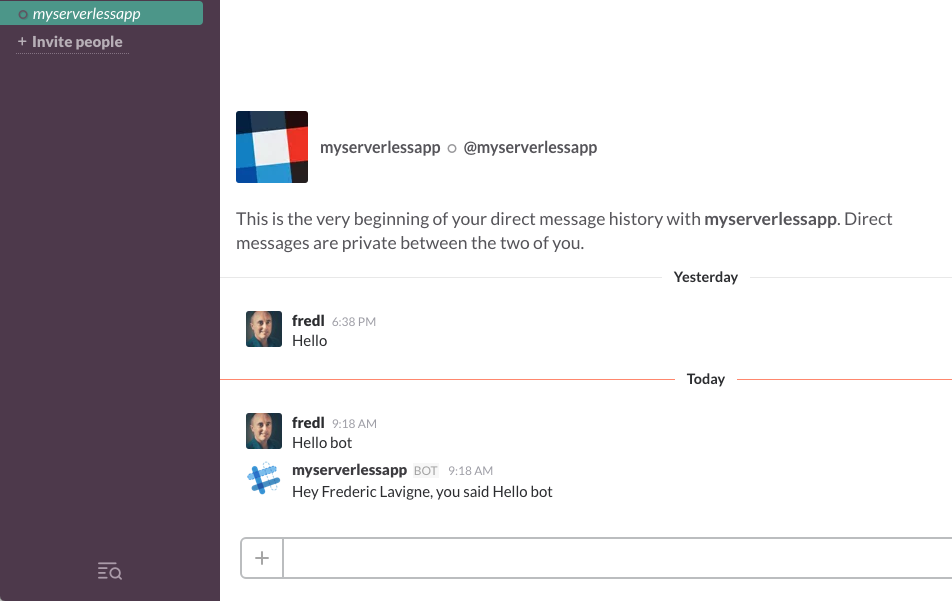 myserverlessapp
+ Invite people
myserverlessapp @myserverlessapp
This is the very beginning of your direct message history with myserverlessapp. Direct
messages are private between the two of you.
Yesterday
fredl 6:38 PM
Hello
Today
fredl 9:18 AM
Hello bot
myserverlessapp BOT 9:18 AM
Hey Frederic Lavigne, you said Hello bot
+